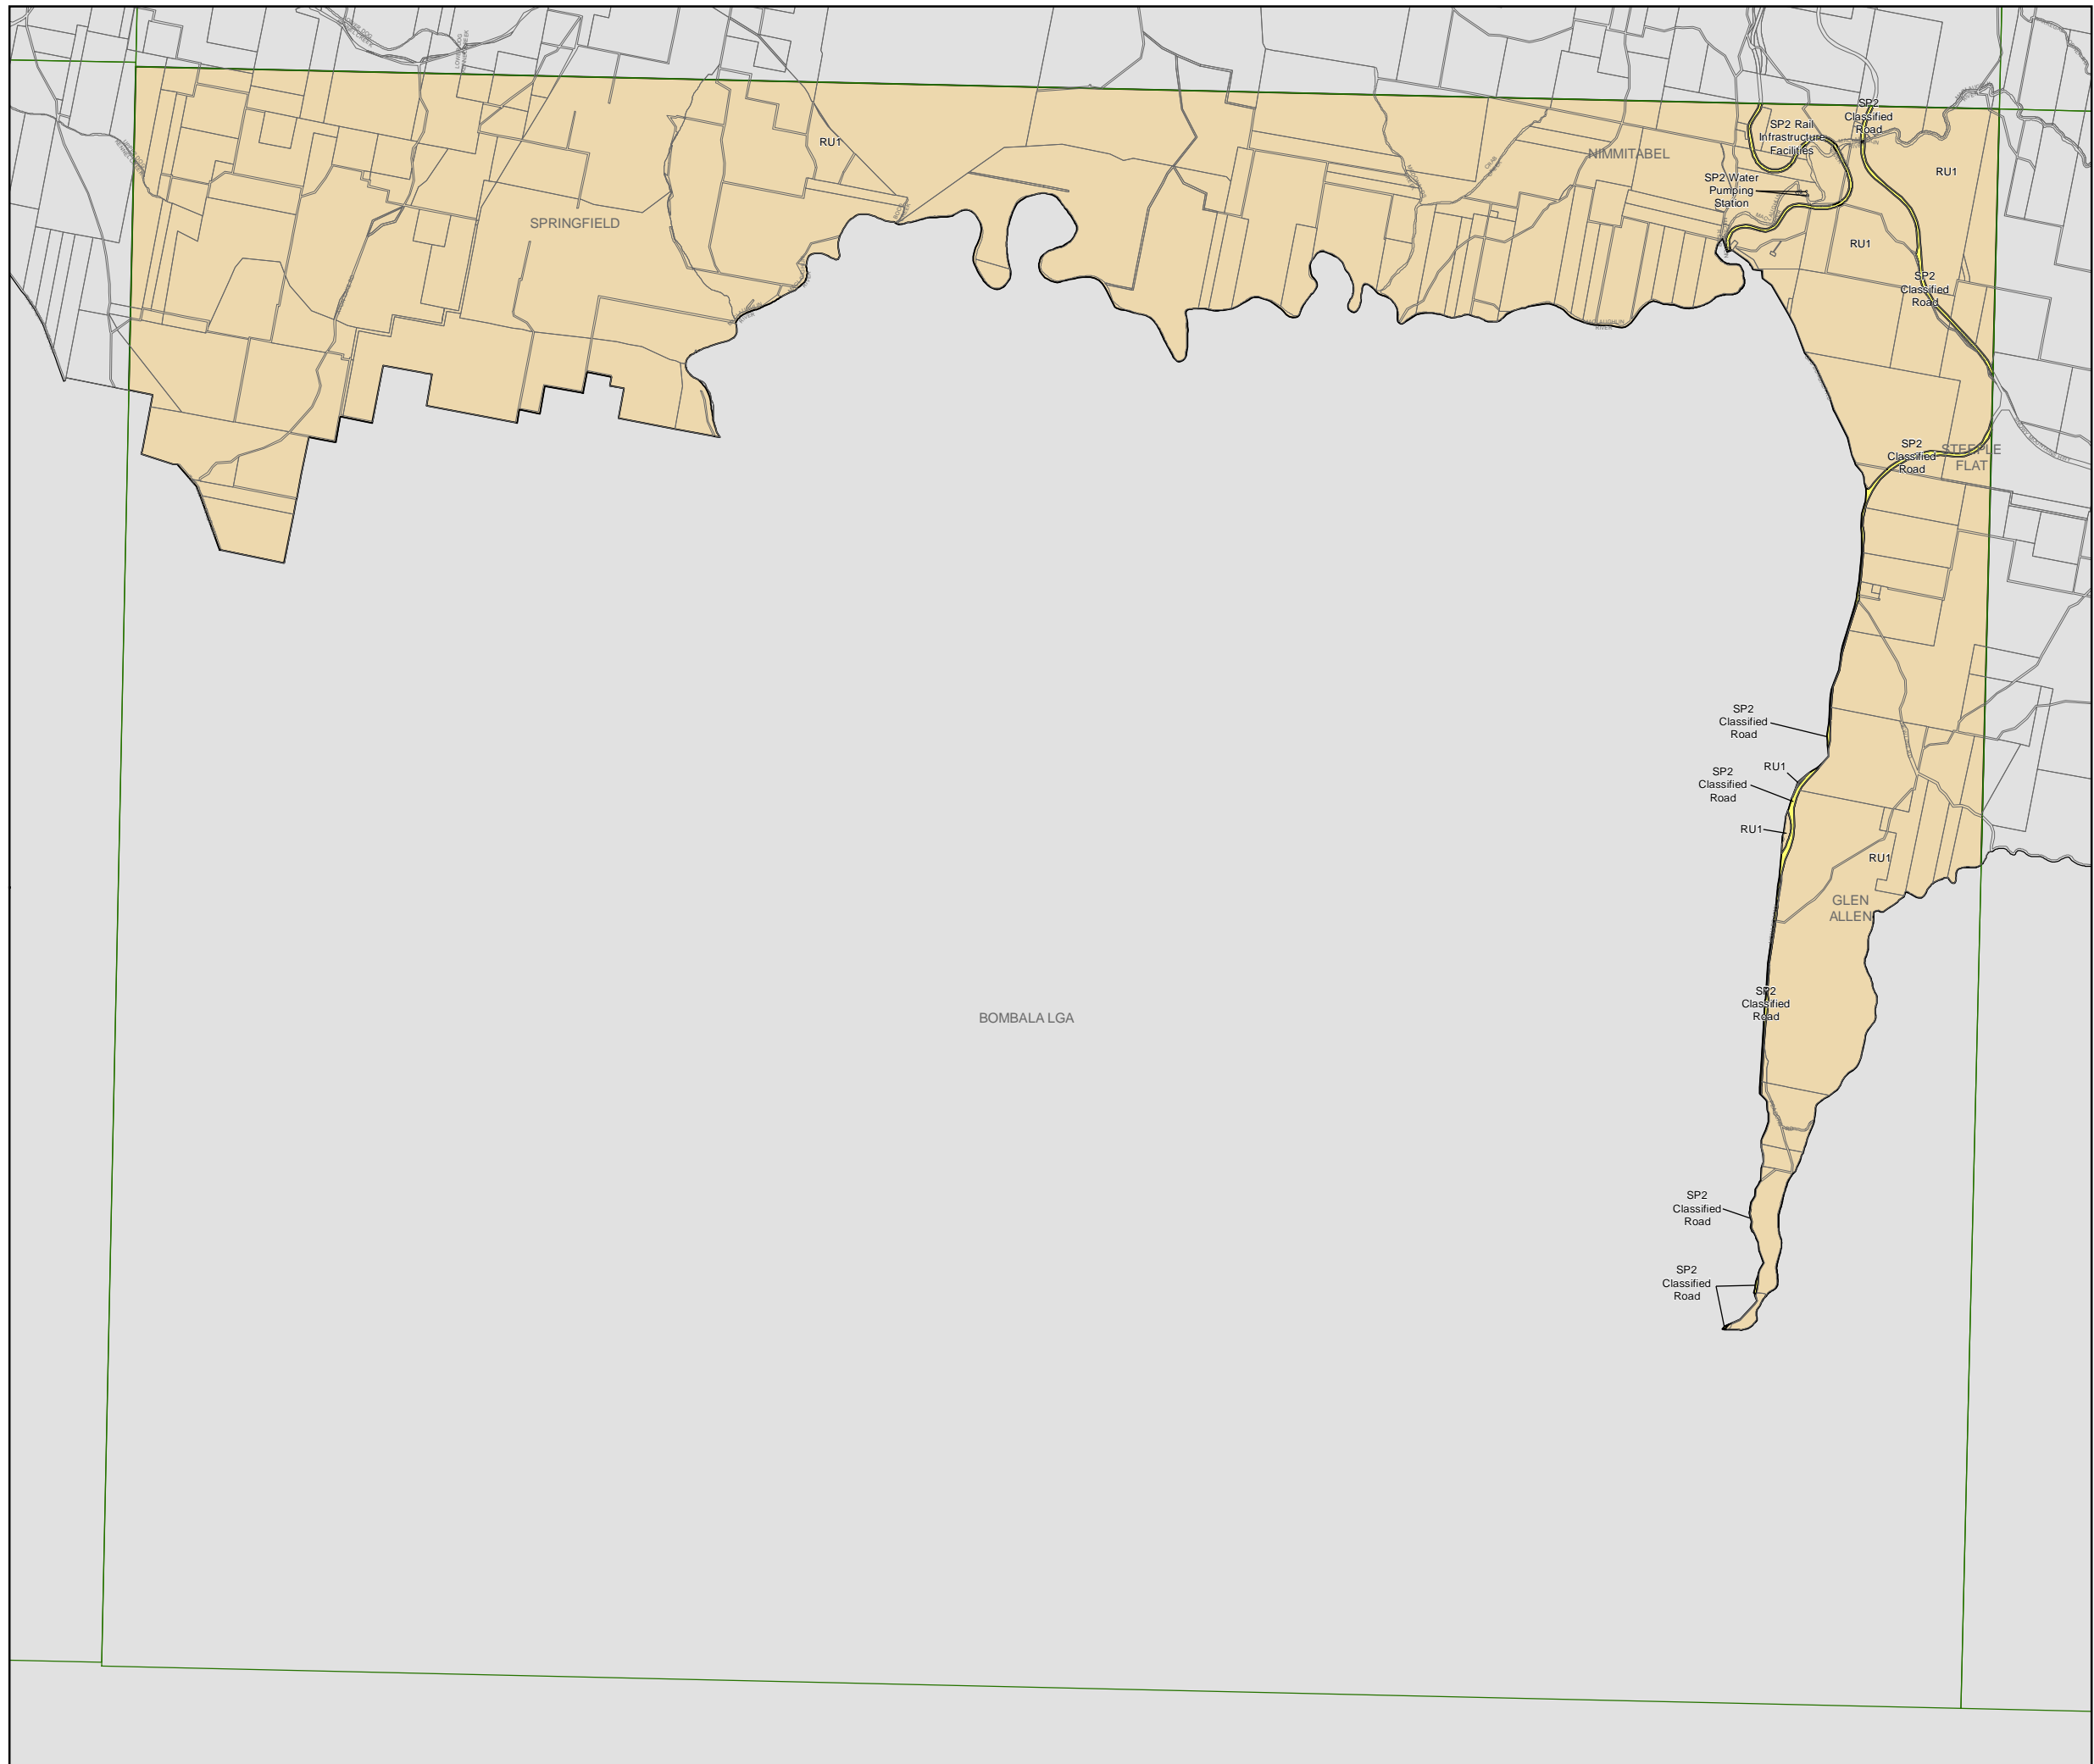 SP2
Classified
Road
SP2 Rail
Infrastructure
Facilities
RU1
NIMMITABEL
RU1
SP2 Water
Pumping
Station
SPRINGFIELD
RU1
SP2
Classified
Road
MACLAUGHLIN
RIVER
SP2
Classified
Road
STEEPLE
FLAT
SP2
Classified
Road
RU1
SP2
Classified
Road
RU1
RU1
GLEN
ALLEN
SP2
Classified
Road
BOMBALA LGA
SP2
Classified
Road
SP2
Classified
Road